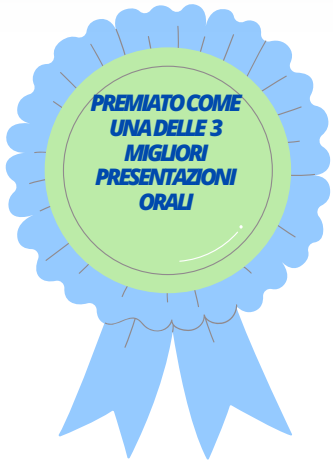 PREMIATO COME
UNA DELLE 3
MIGLIORI
PRESENTAZIONI
ORALI